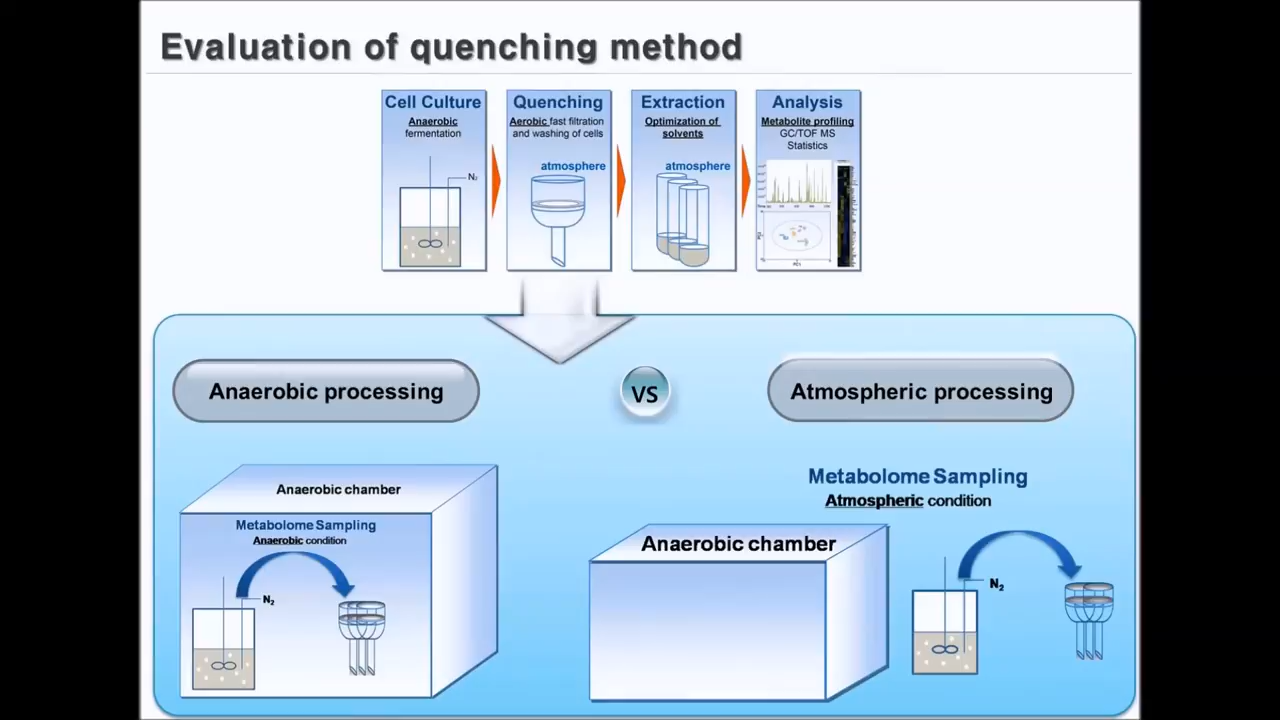 Evaluation of quenching method
Cell Culture
Anaerobic
fermentation
N₂
Quenching
Aerobic fast filtration
and washing of cells
atmosphere
Extraction
Optimization of
solvents
atmosphere
Analysis
Metabolite profiling
GC/TOF MS
Statistics
PC1
Anaerobic processing
VS
Atmospheric processing
Anaerobic chamber
Metabolome Sampling
Anaerobic condition
N₂
Metabolome Sampling
Atmospheric condition
Anaerobic chamber
N₂